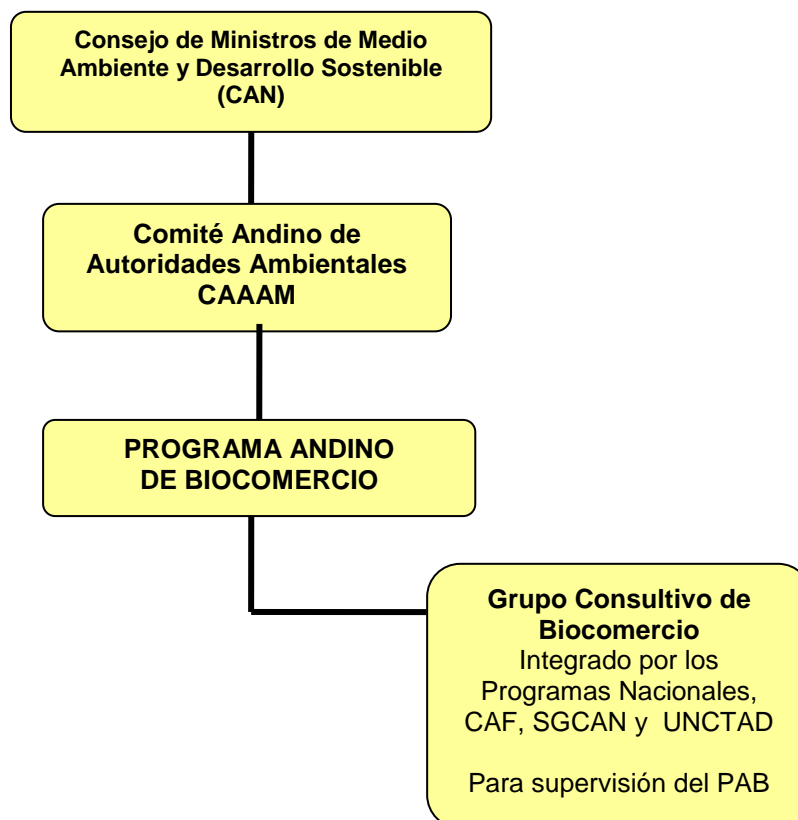 Consejo de Ministros de Medio
Ambiente y Desarrollo Sostenible
(CAN)
Comité Andino de
Autoridades Ambientales
CAAAM
PROGRAMA ANDINO
DE BIOCOMERCIO
Grupo Consultivo de
Biocomercio
Integrado por los
Programas Nacionales,
CAF, SGCAN y UNCTAD
Para supervisión del PAB